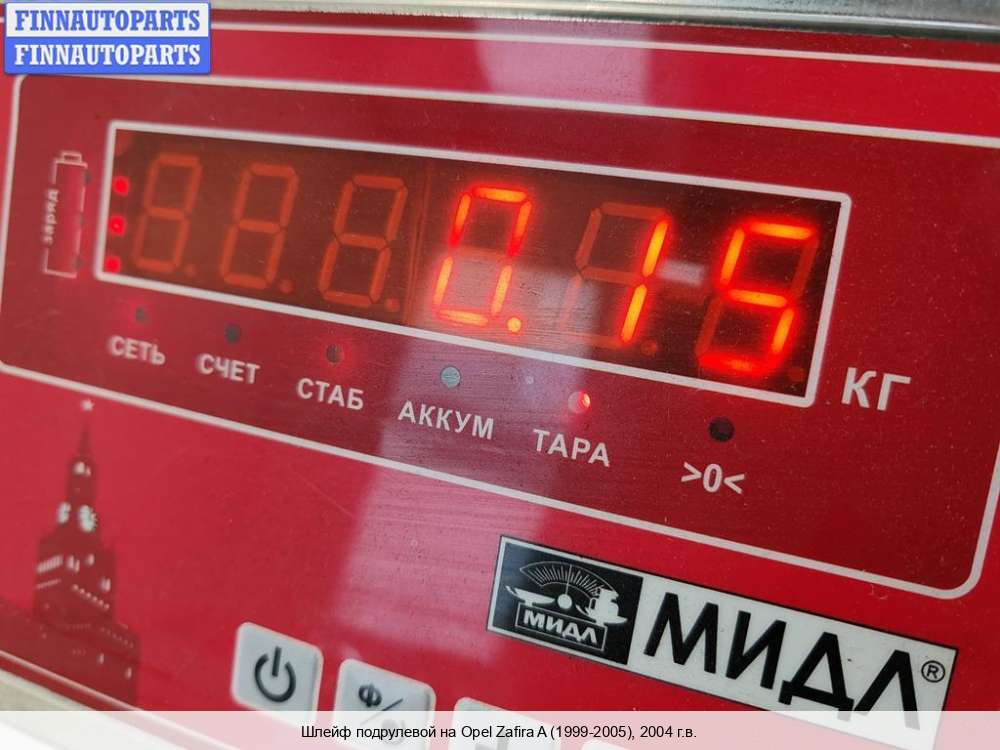 FINNAUTOPARTS
FINNAUTOPARTS
заряд
0.15
КГ
СЕТЬ
СЧЕТ
СТАБ
АККУМ
ТАРА
>0<
МИДЛ
МИДЛ®
Ф/
Шлейф подрулевой на Opel Zafira A (1999-2005), 2004 г.в.